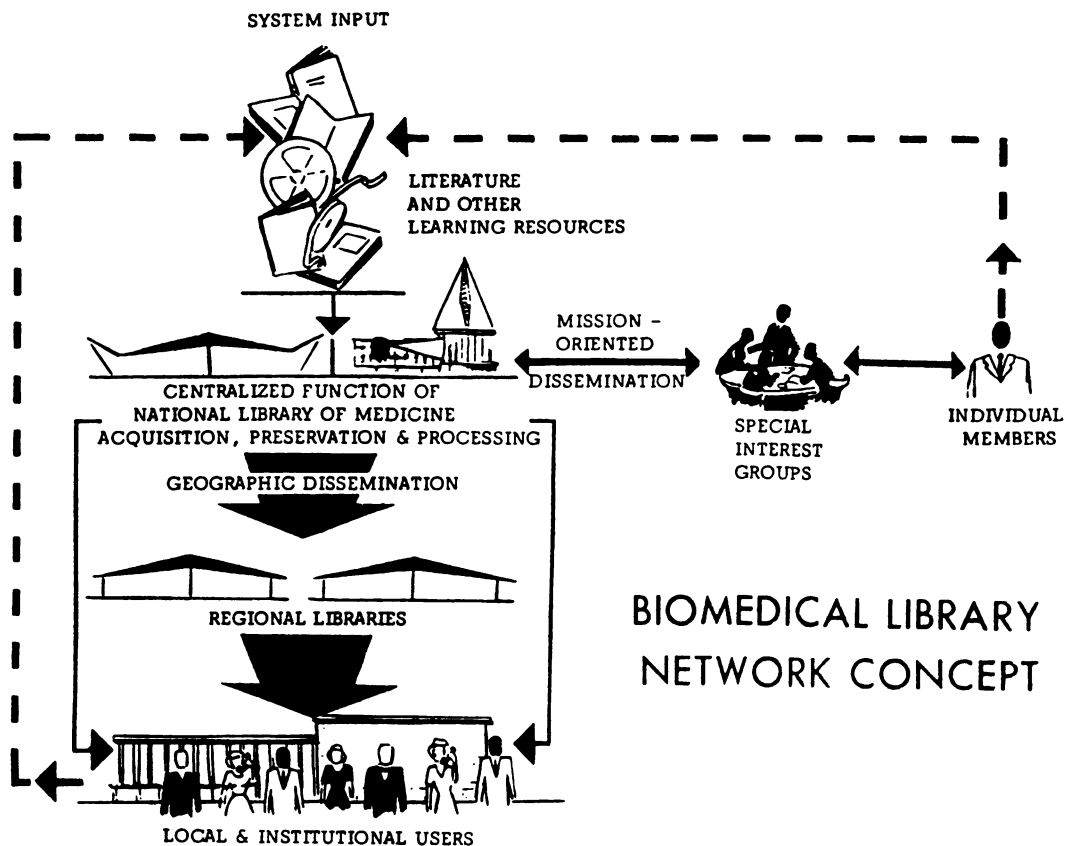 SYSTEM INPUT
LITERATURE
AND OTHER
LEARNING RESOURCES
MISSION –
ORIENTED
DISSEMINATION
CENTRALIZED FUNCTION OF
NATIONAL LIBRARY OF MEDICINE
ACQUISITION, PRESERVATION & PROCESSING
SPECIAL
INTEREST
GROUPS
INDIVIDUAL
MEMBERS
GEOGRAPHIC DISSEMINATION
REGIONAL LIBRARIES
BIOMEDICAL LIBRARY
NETWORK CONCEPT
LOCAL & INSTITUTIONAL USERS